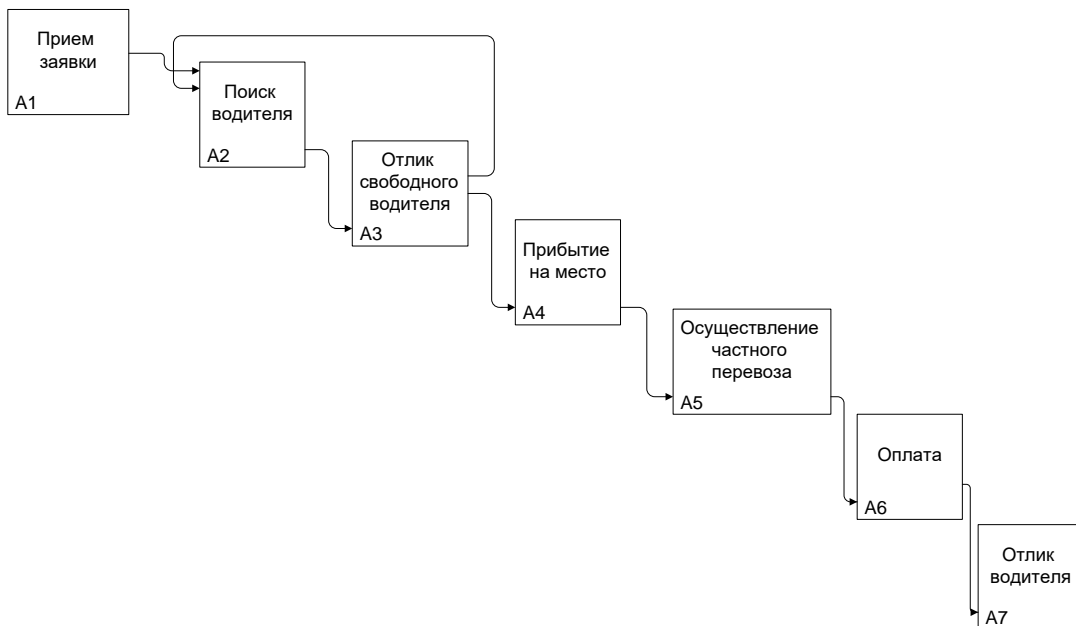 Прием
заявки
A1
Поиск
водителя
A2
Отлик
свободного
водителя
A3
Прибытие
на место
A4
Осуществление
частного
перевоза
A5
Оплата
A6
Отлик
водителя
A7